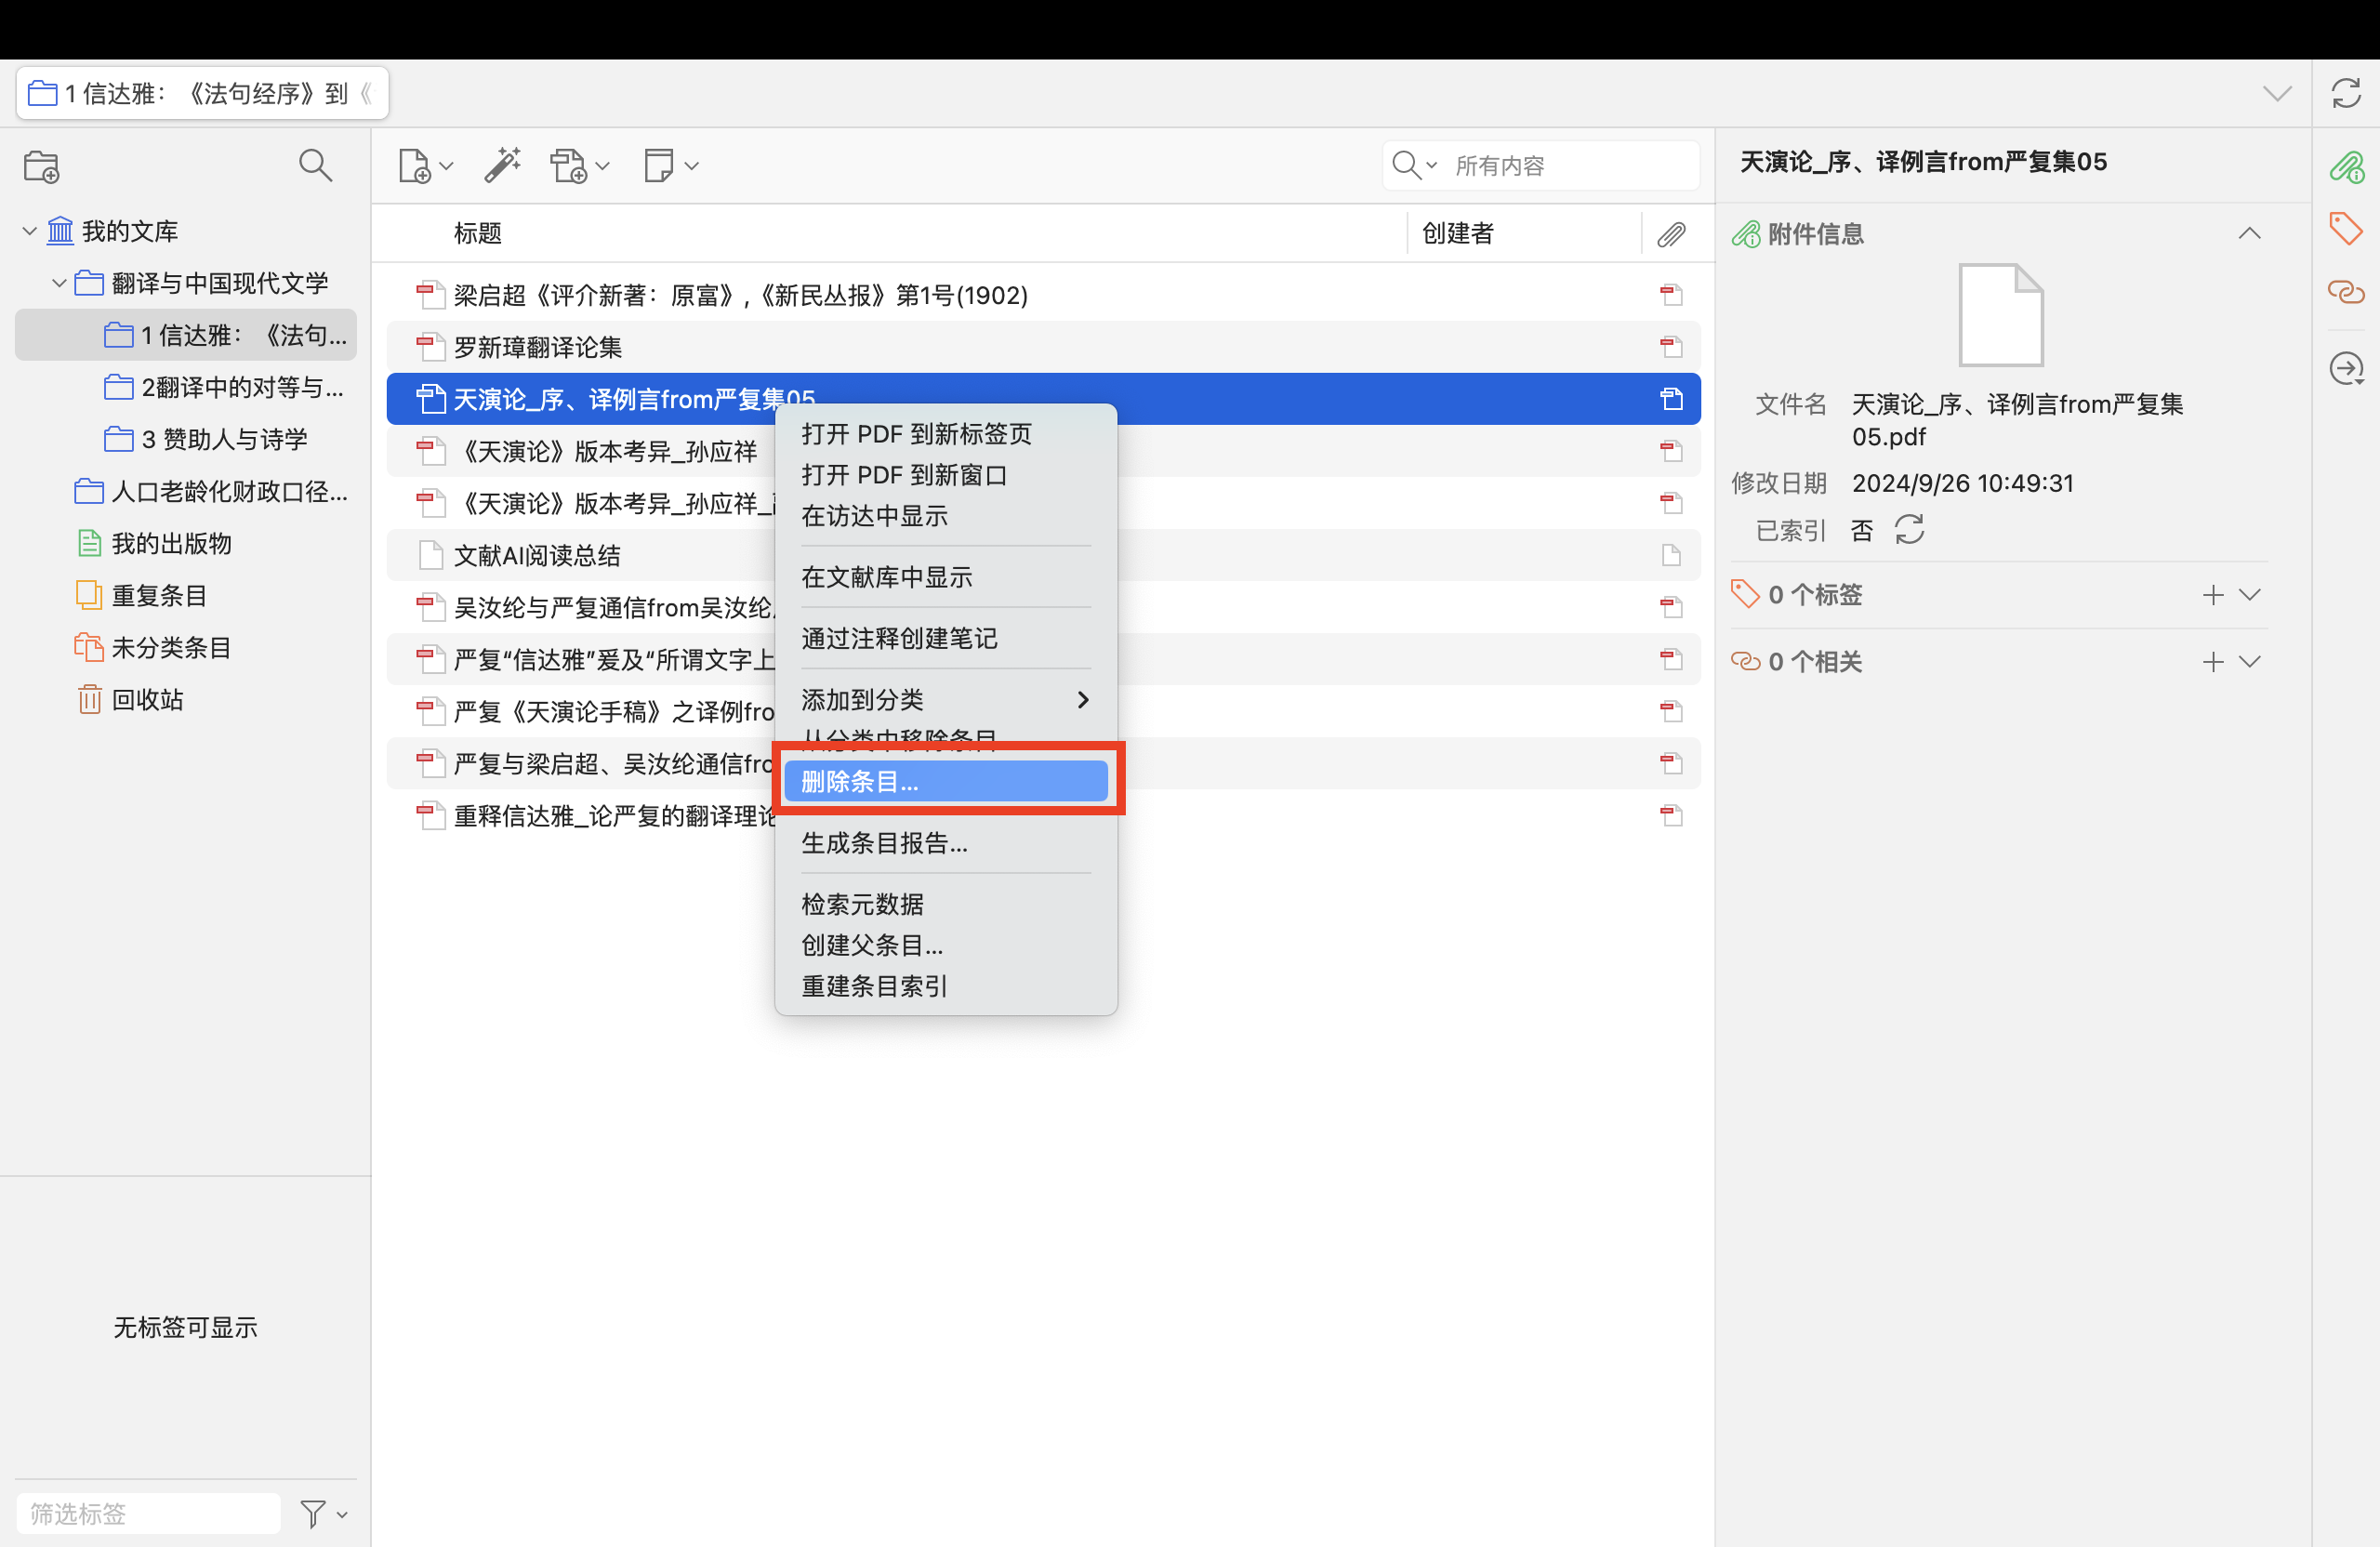 1 信达雅：《法句经序》到《
所有内容
天演论_序、译例言from严复集05
我的文库
翻译与中国现代文学
1 信达雅：《法句...
2翻译中的对等与...
3 赞助人与诗学
人口老龄化财政口径...
我的出版物
重复条目
未分类条目
回收站
无标签可显示
筛选标签
标题
创建者
梁启超《评介新著：原富》,《新民丛报》第1号(1902)
罗新璋翻译论集
天演论_序、译例言from严复集05
《天演论》版本考异_孙应祥
《天演论》版本考异_孙应祥_
文献AI阅读总结
吴汝纶与严复通信from吴汝纶
严复“信达雅”爰及“所谓文字上
严复《天演论手稿》之译例fro
严复与梁启超、吴汝纶通信fro
重释信达雅_论严复的翻译理论
打开 PDF 到新标签页
打开 PDF 到新窗口
在访达中显示
在文献库中显示
通过注释创建笔记
添加到分类
从分类中移除条目
删除条目...
生成条目报告...
检索元数据
创建父条目...
重建条目索引
附件信息
文件名 天演论_序、译例言from严复集
05.pdf
修改日期 2024/9/26 10:49:31
已索引 否
0 个标签
0 个相关